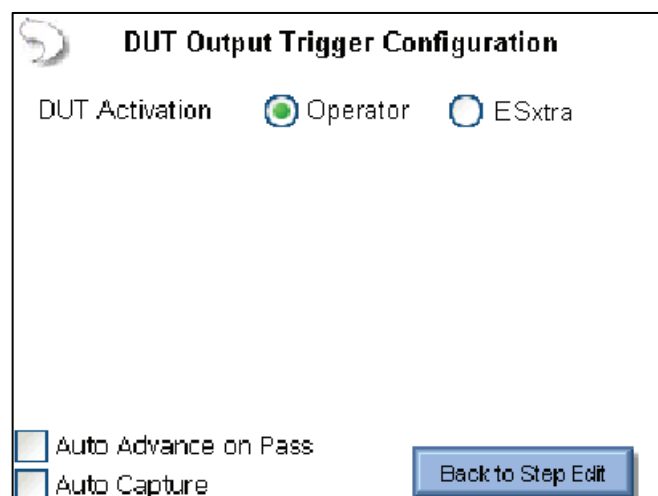 DUT Output Trigger Configuration
DUT Activation Operator ESxtra
Auto Advance on Pass
Back to Step Edit
Auto Capture